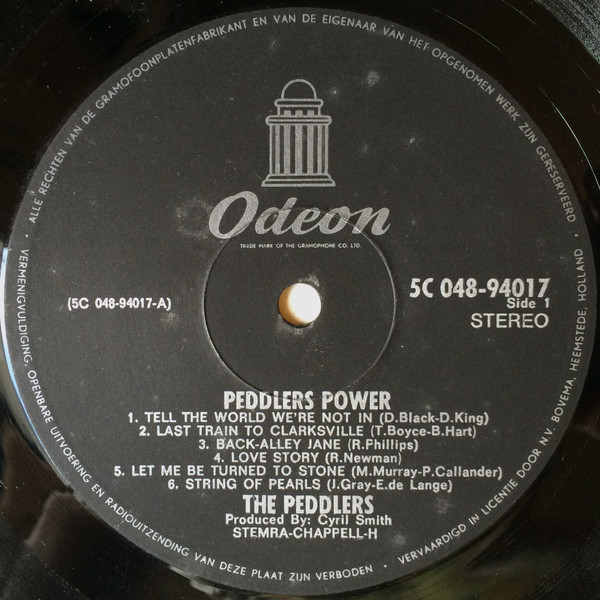 • ALLE RECHTEN VAN DE GRAMOFOONPLATENFABRIKANT EN VAN DE EIGENAAR VAN HET OPGENOMEN WERK ZIJN GERESERVEERD •
VERMENIGVULDIGING, OPENBARE UITVOERING EN RADIOUITZENDING VAN DEZE PLAAT ZIJN VERBODEN • VERVAARDIGD IN LICENTIE DOOR N.V. BOVEMA, HEEMSTEDE, HOLLAND
Odeon
TRADE MARK OF THE GRAMOPHONE CO. LTD.
(5C 048-94017-A)
5C 048-94017
Side 1
STEREO
PEDDLERS POWER
1. TELL THE WORLD WE'RE NOT IN (D.Black-D.King)
2. LAST TRAIN TO CLARKSVILLE (T.Boyce-B.Hart)
3. BACK-ALLEY JANE (R.Phillips)
4. LOVE STORY (R.Newman)
5. LET ME BE TURNED TO STONE (M.Murray-P.Callander)
6. STRING OF PEARLS (J.Gray-E.de Lange)
THE PEDDLERS
Produced By: Cyril Smith
STEMRA-CHAPPELL-H